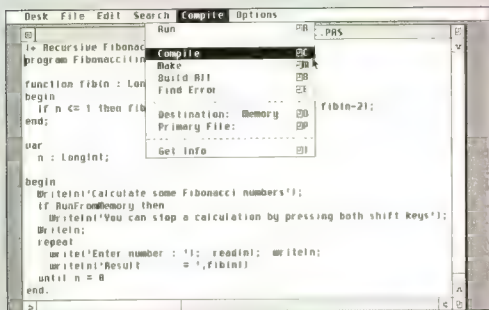 Desk File Edit Search Compile Options
.PAS
Run R
Compile C
Make M
Build All B
Find Error E
Destination: Memory D
Primary File: P
Get Info I
(* Recursive Fibonac
program Fibonacci(in
function fib(n : Lon
begin
if n <= 1 then fib fib(n-2);
end;
var
n : Longint;
begin
Writeln('Calculate some Fibonacci numbers');
if RunFromMemory then
Writeln('You can stop a calculation by pressing both shift keys');
Writeln;
repeat
write('Enter number : '); read(n); writeln;
writeln('Result = ',fib(n))
until n = 0
end.